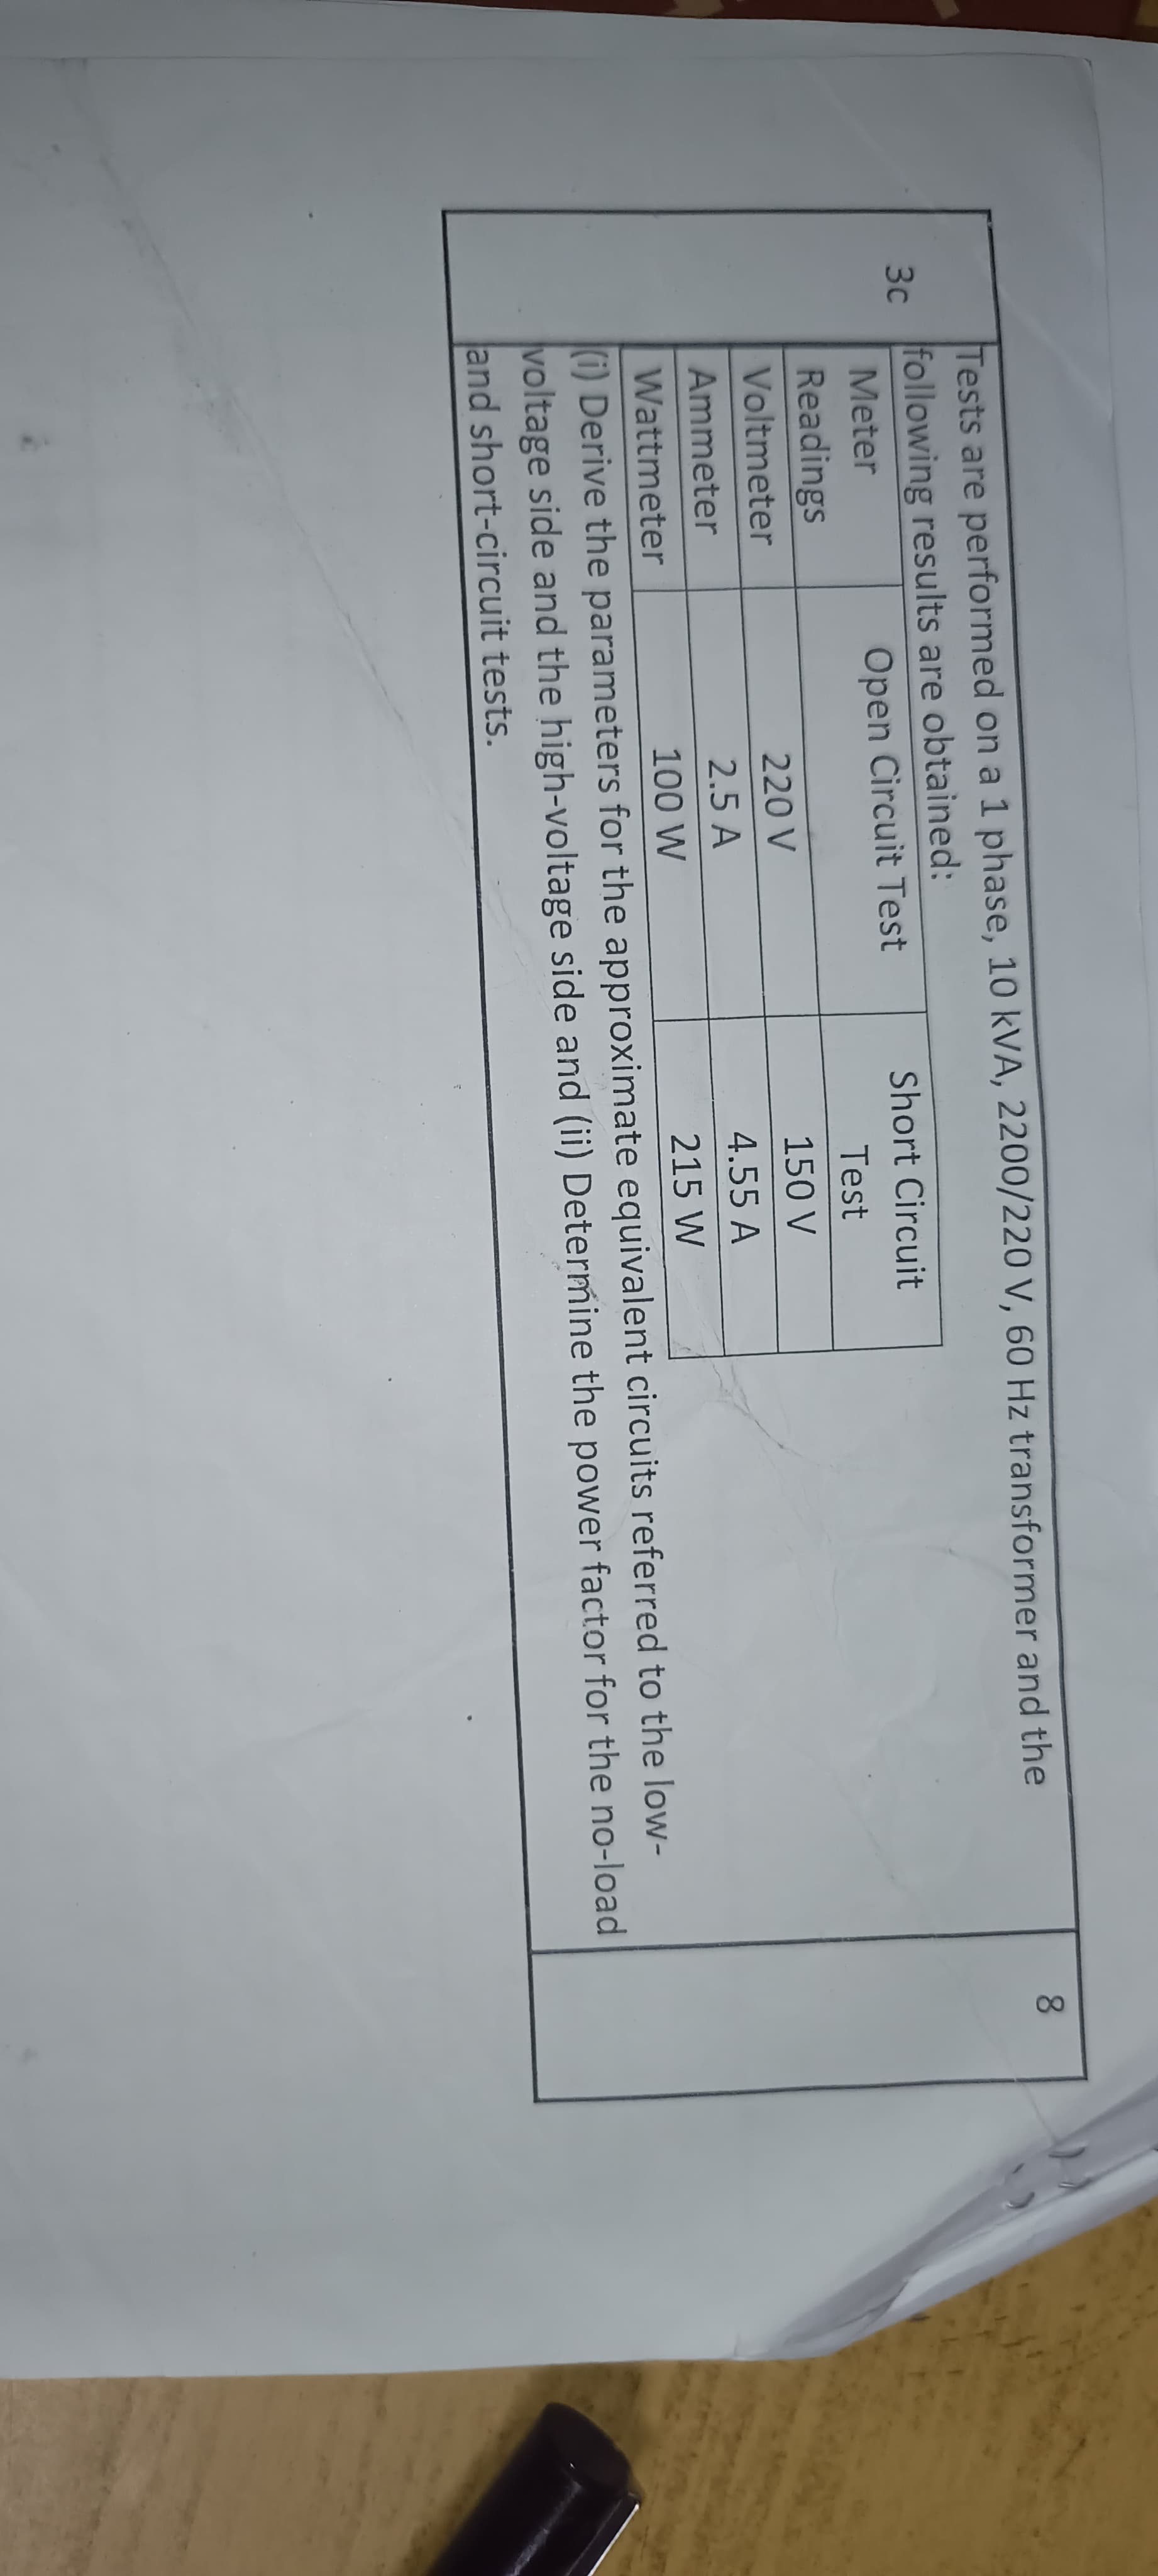 3c
Tests are performed on a 1 phase, 10 kVA, 2200/220 V, 60 Hz transformer and the
8
following results are obtained:
Meter Readings Open Circuit Test Short Circuit Test
Voltmeter 220 V 150 V
Ammeter 2.5 A 4.55 A
Wattmeter 100 W 215 W
(i) Derive the parameters for the approximate equivalent circuits referred to the low-
voltage side and the high-voltage side and (ii) Determine the power factor for the no-load
and short-circuit tests.